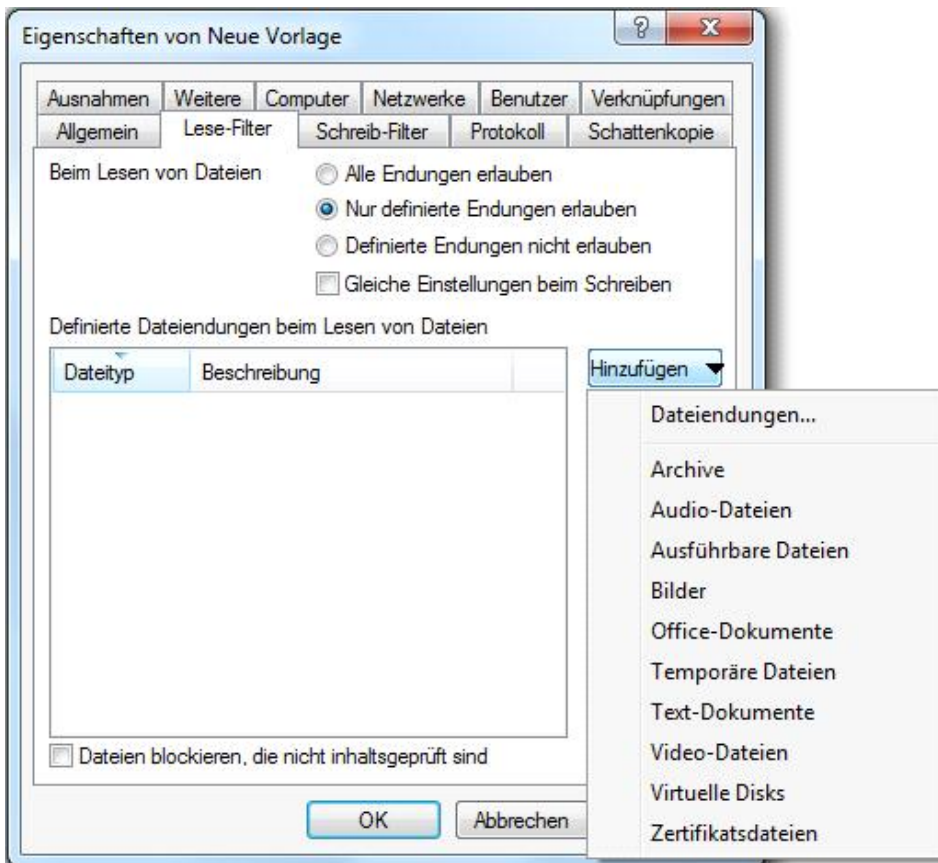 Eigenschaften von Neue Vorlage
Ausnahmen Weitere Computer Netzwerke Benutzer Verknüpfungen
Allgemein Lese-Filter Schreib-Filter Protokoll Schattenkopie
Beim Lesen von Dateien
Alle Endungen erlauben
Nur definierte Endungen erlauben
Definierte Endungen nicht erlauben
Gleiche Einstellungen beim Schreiben
Definierte Dateiendungen beim Lesen von Dateien
Dateityp Beschreibung
Hinzufügen
Dateiendungen...
Archive
Audio-Dateien
Ausführbare Dateien
Bilder
Office-Dokumente
Temporäre Dateien
Text-Dokumente
Video-Dateien
Virtuelle Disks
Zertifikatsdateien
Dateien blockieren, die nicht inhaltsgeprüft sind
OK Abbrechen